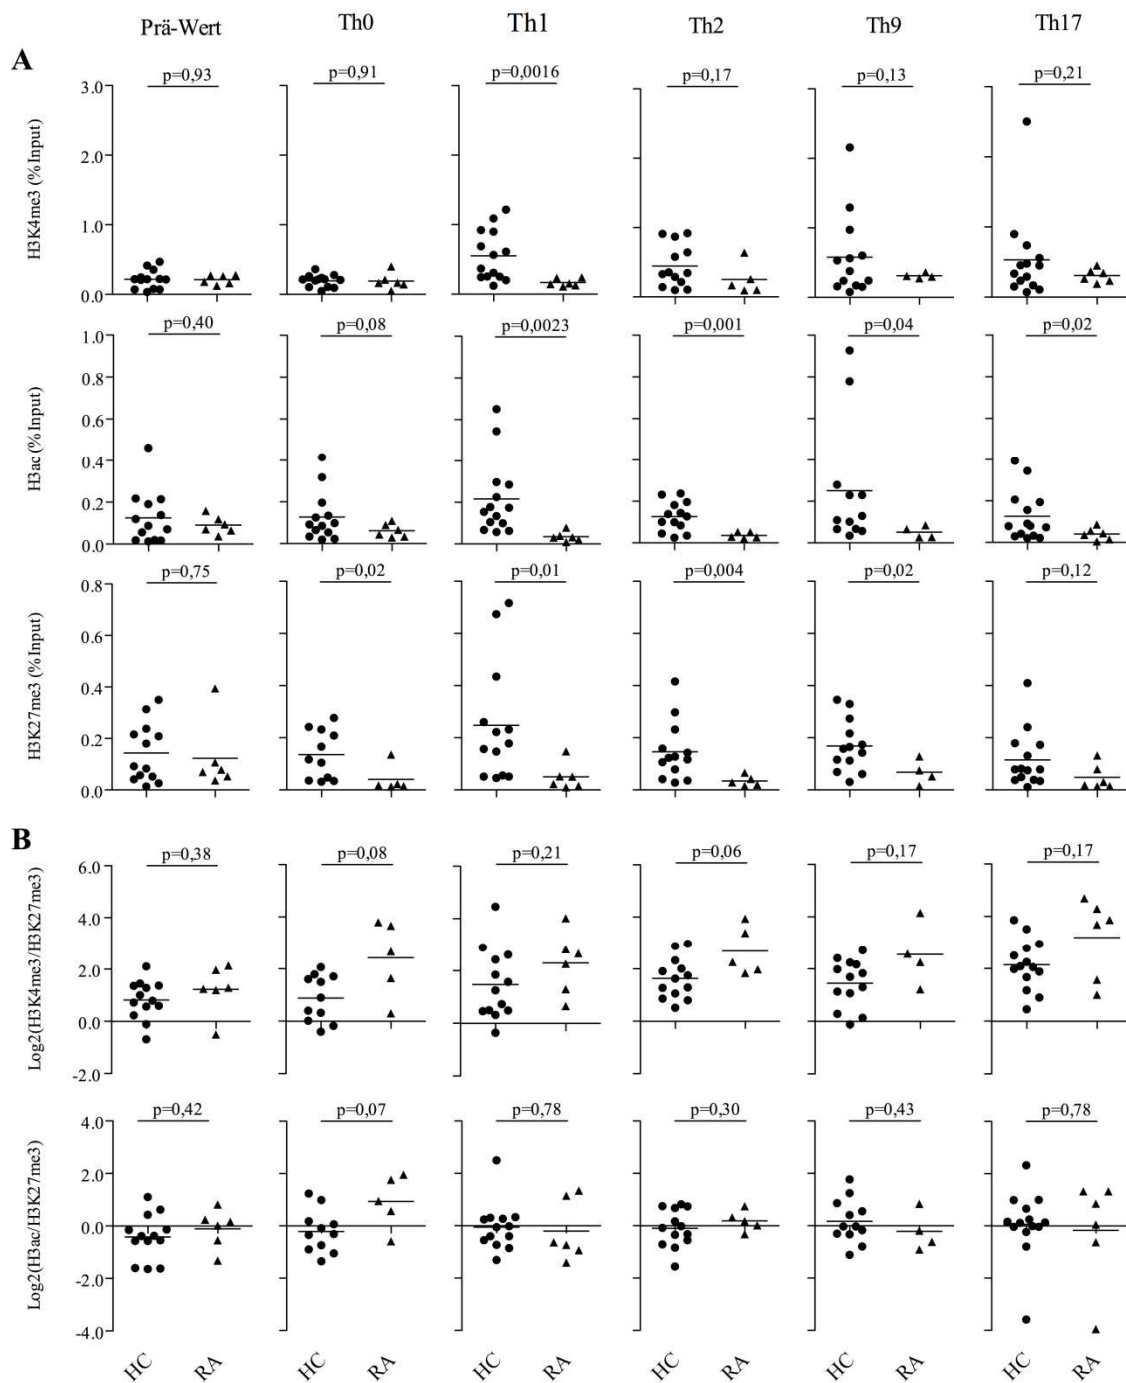 Prä-Wert Th0 Th1 Th2 Th9 Th17
A
p=0,93 p=0,91 p=0,0016 p=0,17 p=0,13 p=0,21
H3K4me3 (%Input)
3.0
2.0
1.0
0.0
p=0,40 p=0,08 p=0,0023 p=0,001 p=0,04 p=0,02
H3ac (%Input)
1.0
0.8
0.6
0.4
0.2
0.0
p=0,75 p=0,02 p=0,01 p=0,004 p=0,02 p=0,12
H3K27me3 (%Input)
0.8
0.6
0.4
0.2
0.0
B
p=0,38 p=0,08 p=0,21 p=0,06 p=0,17 p=0,17
Log2(H3K4me3/H3K27me3)
6.0
4.0
2.0
0.0
-2.0
p=0,42 p=0,07 p=0,78 p=0,30 p=0,43 p=0,78
Log2(H3ac/H3K27me3)
4.0
2.0
0.0
-2.0
-4.0
HC RA HC RA HC RA HC RA HC RA HC RA